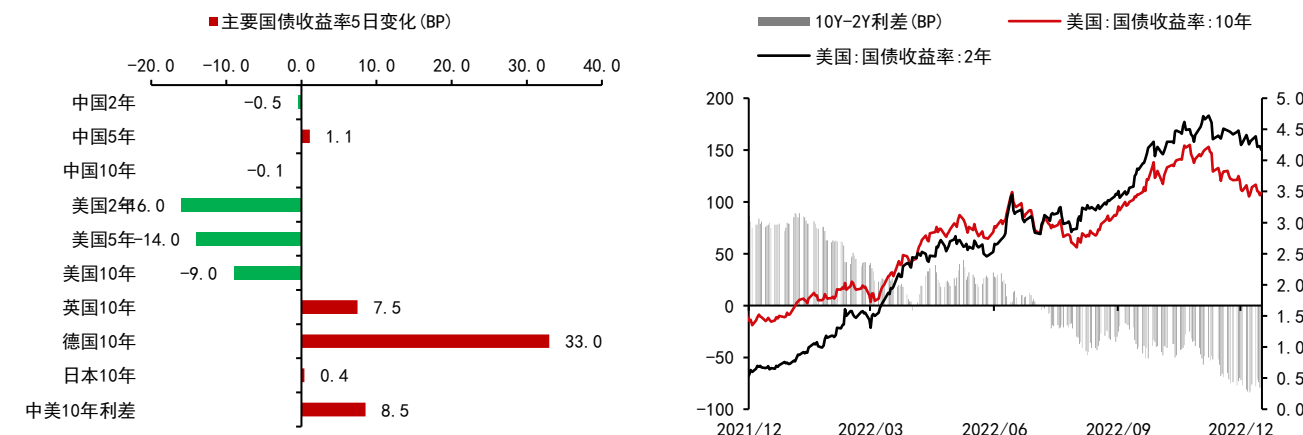 主要国债收益率5日变化(BP)
-20.0 -10.0 0.0 10.0 20.0 30.0 40.0
中国2年 -0.5
中国5年 1.1
中国10年 -0.1
美国2年 -16.0
美国5年 -14.0
美国10年 -9.0
英国10年 7.5
德国10年 33.0
日本10年 0.4
中美10年利差 8.5
10Y-2Y利差(BP) 美国:国债收益率:10年
美国:国债收益率:2年
200 5.0
4.5
150 4.0
3.5
100 3.0
50 2.5
2.0
0 1.5
-50 1.0
0.5
-100 0.0
2021/12 2022/03 2022/06 2022/09 2022/12